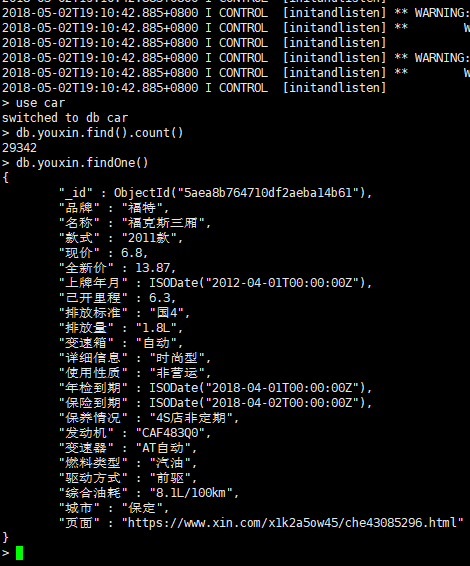 2018-05-02T19:10:42.885+0800 I CONTROL  [initandlisten] ** WARNING:
2018-05-02T19:10:42.885+0800 I CONTROL  [initandlisten] **        W
2018-05-02T19:10:42.885+0800 I CONTROL  [initandlisten]
2018-05-02T19:10:42.885+0800 I CONTROL  [initandlisten] ** WARNING:
2018-05-02T19:10:42.885+0800 I CONTROL  [initandlisten] **        W
2018-05-02T19:10:42.885+0800 I CONTROL  [initandlisten]
> use car
switched to db car
> db.youxin.find().count()
29342
> db.youxin.findOne()
{
"_id" : ObjectId("5aea8b764710df2aeba14b61"),
"品牌" : "福特",
"名称" : "福克斯三厢",
"款式" : "2011款",
"现价" : 6.8,
"全新价" : 13.87,
"上牌年月" : ISODate("2012-04-01T00:00:00Z"),
"已开里程" : 6.3,
"排放标准" : "国4",
"排放量" : "1.8L",
"变速箱" : "自动",
"详细信息" : "时尚型",
"使用性质" : "非营运",
"年检到期" : ISODate("2018-04-01T00:00:00Z"),
"保险到期" : ISODate("2018-04-02T00:00:00Z"),
"保养情况" : "4S店非定期",
"发动机" : "CAF483Q0",
"变速器" : "AT自动",
"燃料类型" : "汽油",
"驱动方式" : "前驱",
"综合油耗" : "8.1L/100km",
"城市" : "保定",
"页面" : "https://www.xin.com/x1k2a5ow45/che43085296.html"
}
>